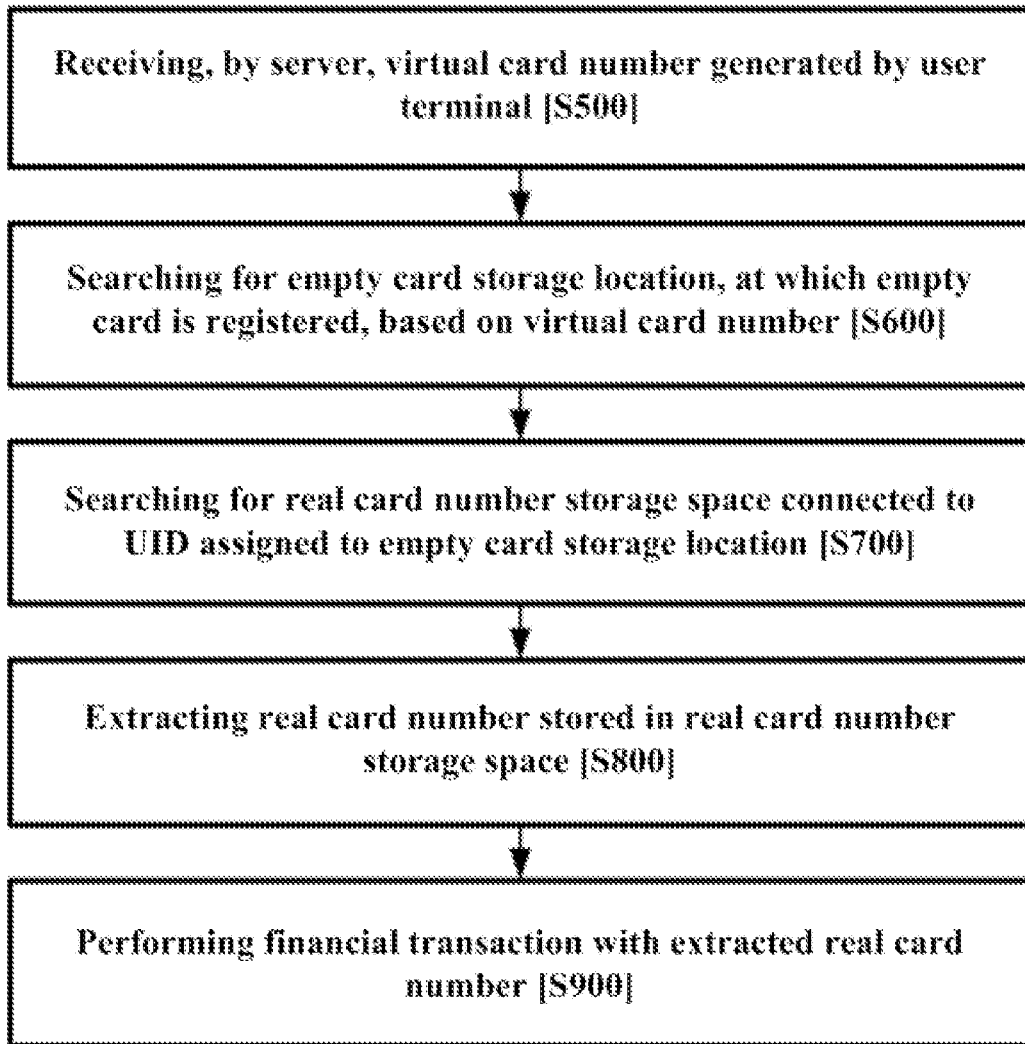 Receiving, by server, virtual card number generated by user
terminal [S500]
Searching for empty card storage location, at which empty
card is registered, based on virtual card number [S600]
Searching for real card number storage space connected to
UID assigned to empty card storage location [S700]
Extracting real card number stored in real card number
storage space [S800]
Performing financial transaction with extracted real card
number [S900]